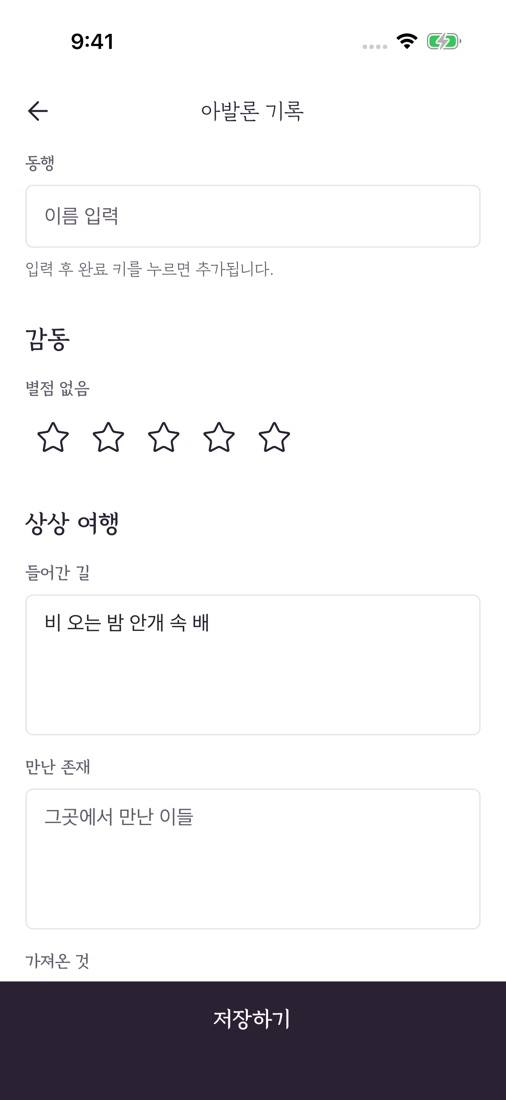 9:41
아발론 기록
동행
이름 입력
입력 후 완료 키를 누르면 추가됩니다.
감동
별점 없음
상상 여행
들어간 길
비 오는 밤 안개 속 배
만난 존재
그곳에서 만난 이들
가져온 것
저장하기